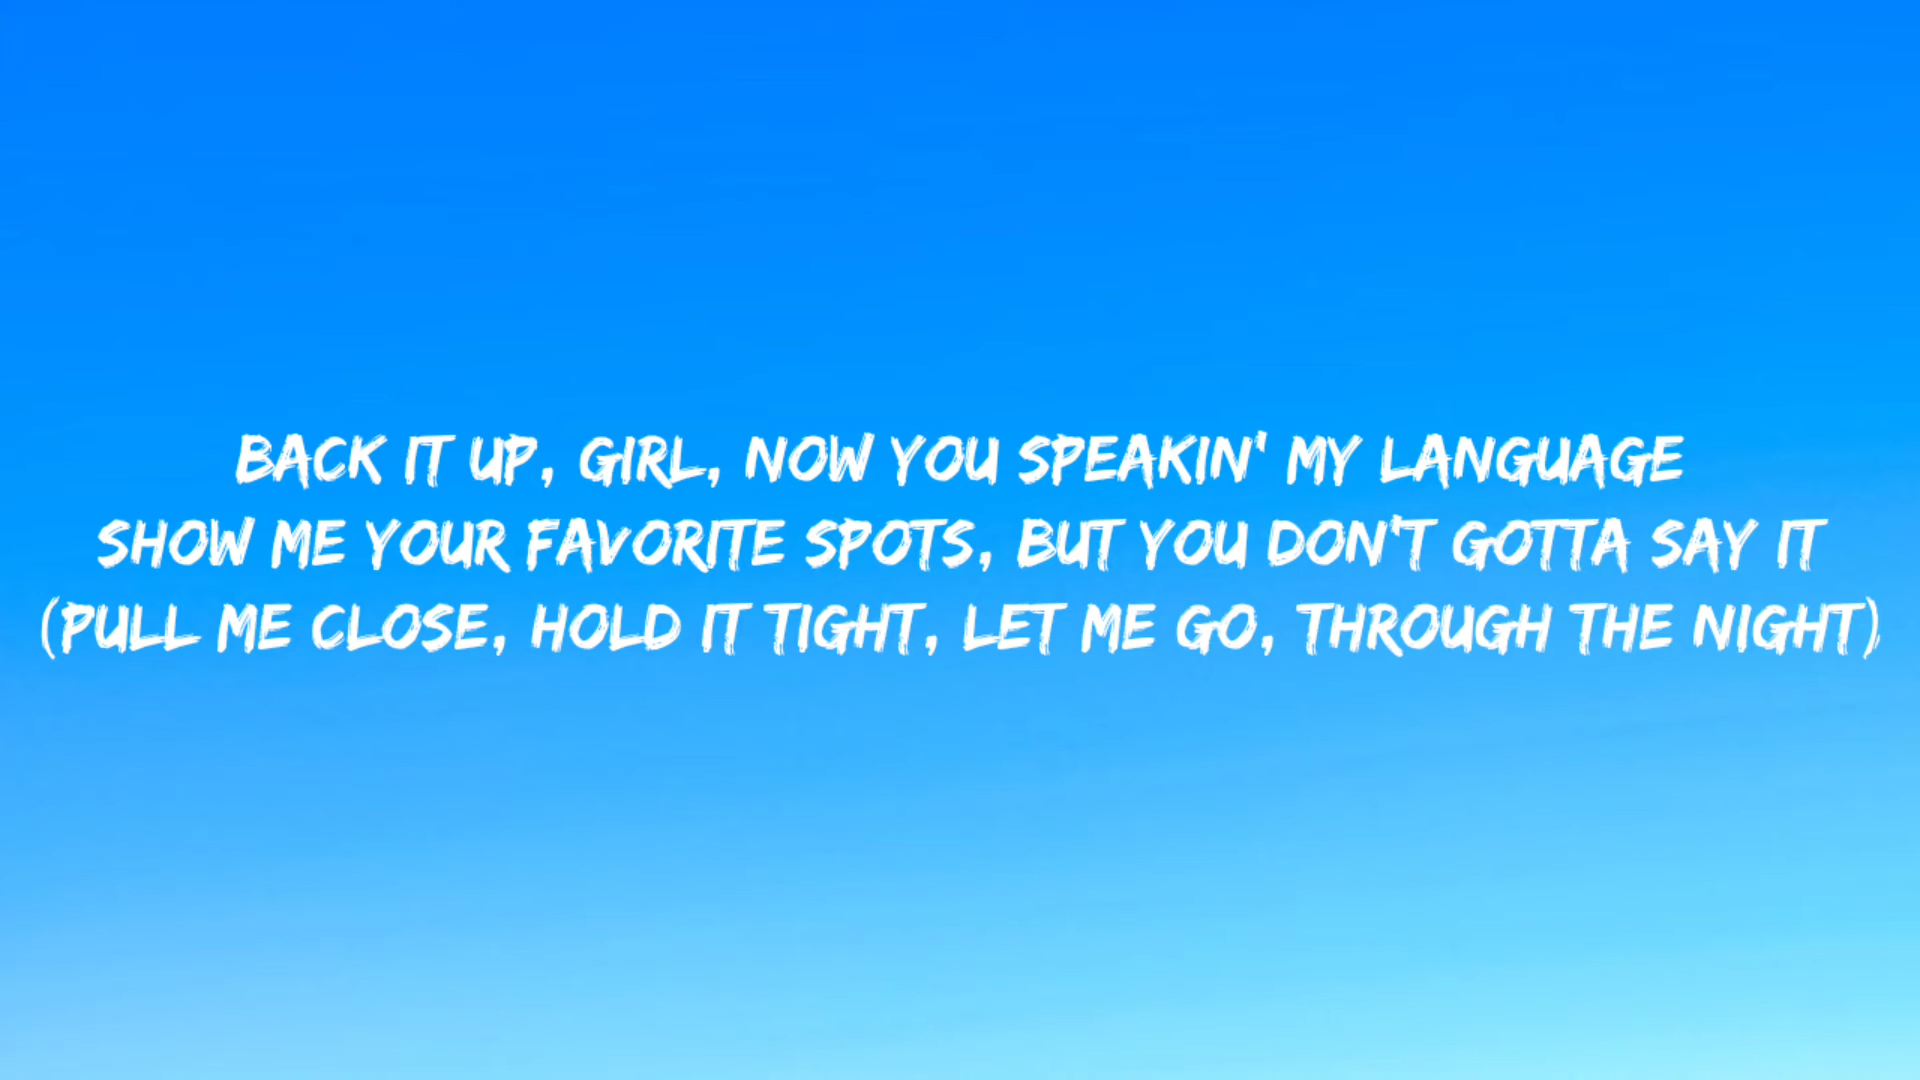 BACK IT UP, GIRL, NOW YOU SPEAKIN' MY LANGUAGE
SHOW ME YOUR FAVORITE SPOTS, BUT YOU DON'T GOTTA SAY IT
(PULL ME CLOSE, HOLD IT TIGHT, LET ME GO, THROUGH THE NIGHT)